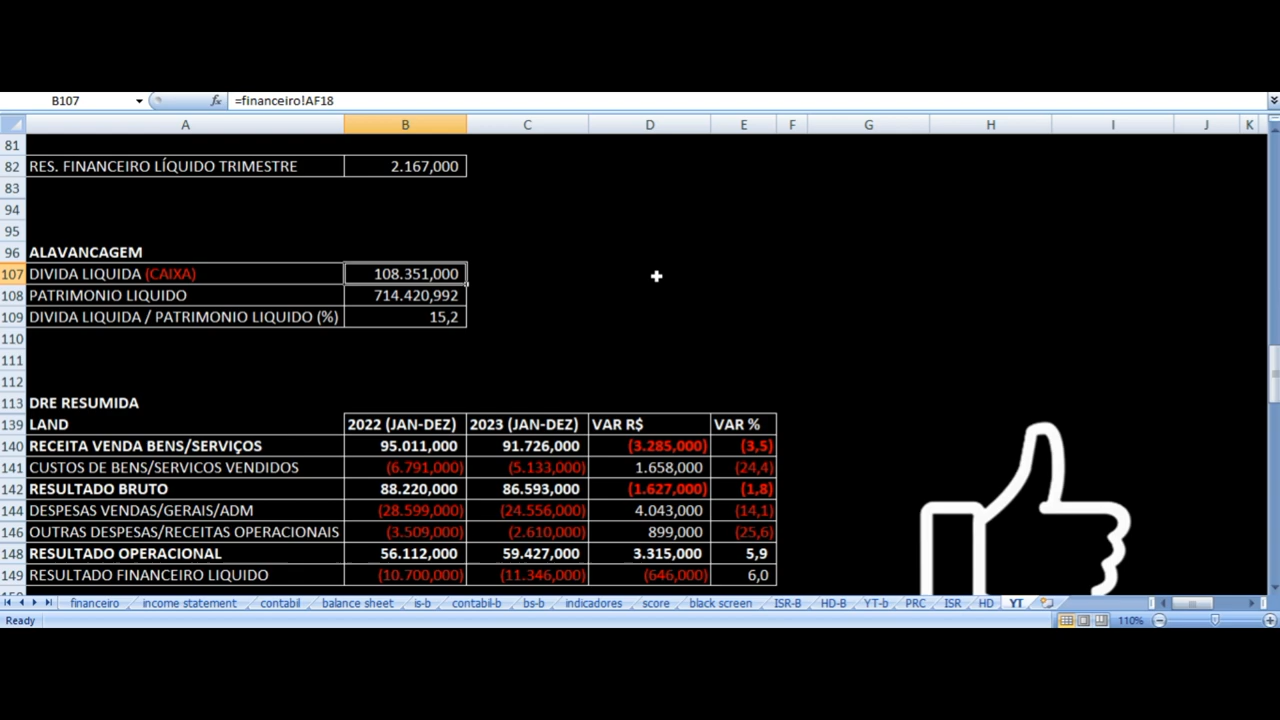 B107 fx =financeiro!AF18
A B C D E F G H I J K
81
82 RES. FINANCEIRO LÍQUIDO TRIMESTRE 2.167,000
83
94
95
96 ALAVANCAGEM
107 DIVIDA LIQUIDA (CAIXA) 108.351,000
108 PATRIMONIO LIQUIDO 714.420,992
109 DIVIDA LIQUIDA / PATRIMONIO LIQUIDO (%) 15,2
110
111
112
113 DRE RESUMIDA
139 LAND 2022 (JAN-DEZ) 2023 (JAN-DEZ) VAR R$ VAR %
140 RECEITA VENDA BENS/SERVIÇOS 95.011,000 91.726,000 (3.285,000) (3,5)
141 CUSTOS DE BENS/SERVICOS VENDIDOS (6.791,000) (5.133,000) 1.658,000 (24,4)
142 RESULTADO BRUTO 88.220,000 86.593,000 (1.627,000) (1,8)
144 DESPESAS VENDAS/GERAIS/ADM (28.599,000) (24.556,000) 4.043,000 (14,1)
146 OUTRAS DESPESAS/RECEITAS OPERACIONAIS (3.509,000) (2.610,000) 899,000 (25,6)
148 RESULTADO OPERACIONAL 56.112,000 59.427,000 3.315,000 5,9
149 RESULTADO FINANCEIRO LIQUIDO (10.700,000) (11.346,000) (646,000) 6,0
financeiro income statement contabil balance sheet is-b contabil-b bs-b indicadores score black screen ISR-B HD-B YT-b PRC ISR HD YT
Ready 110%